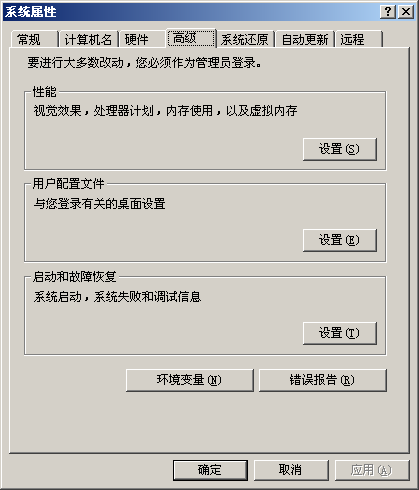 系统属性
常规 计算机名 硬件 高级 系统还原 自动更新 远程
要进行大多数改动，您必须作为管理员登录。
性能
视觉效果，处理器计划，内存使用，以及虚拟内存
设置(S)
用户配置文件
与您登录有关的桌面设置
设置(E)
启动和故障恢复
系统启动，系统失败和调试信息
设置(T)
环境变量(N) 错误报告(R)
确定 取消 应用(A)